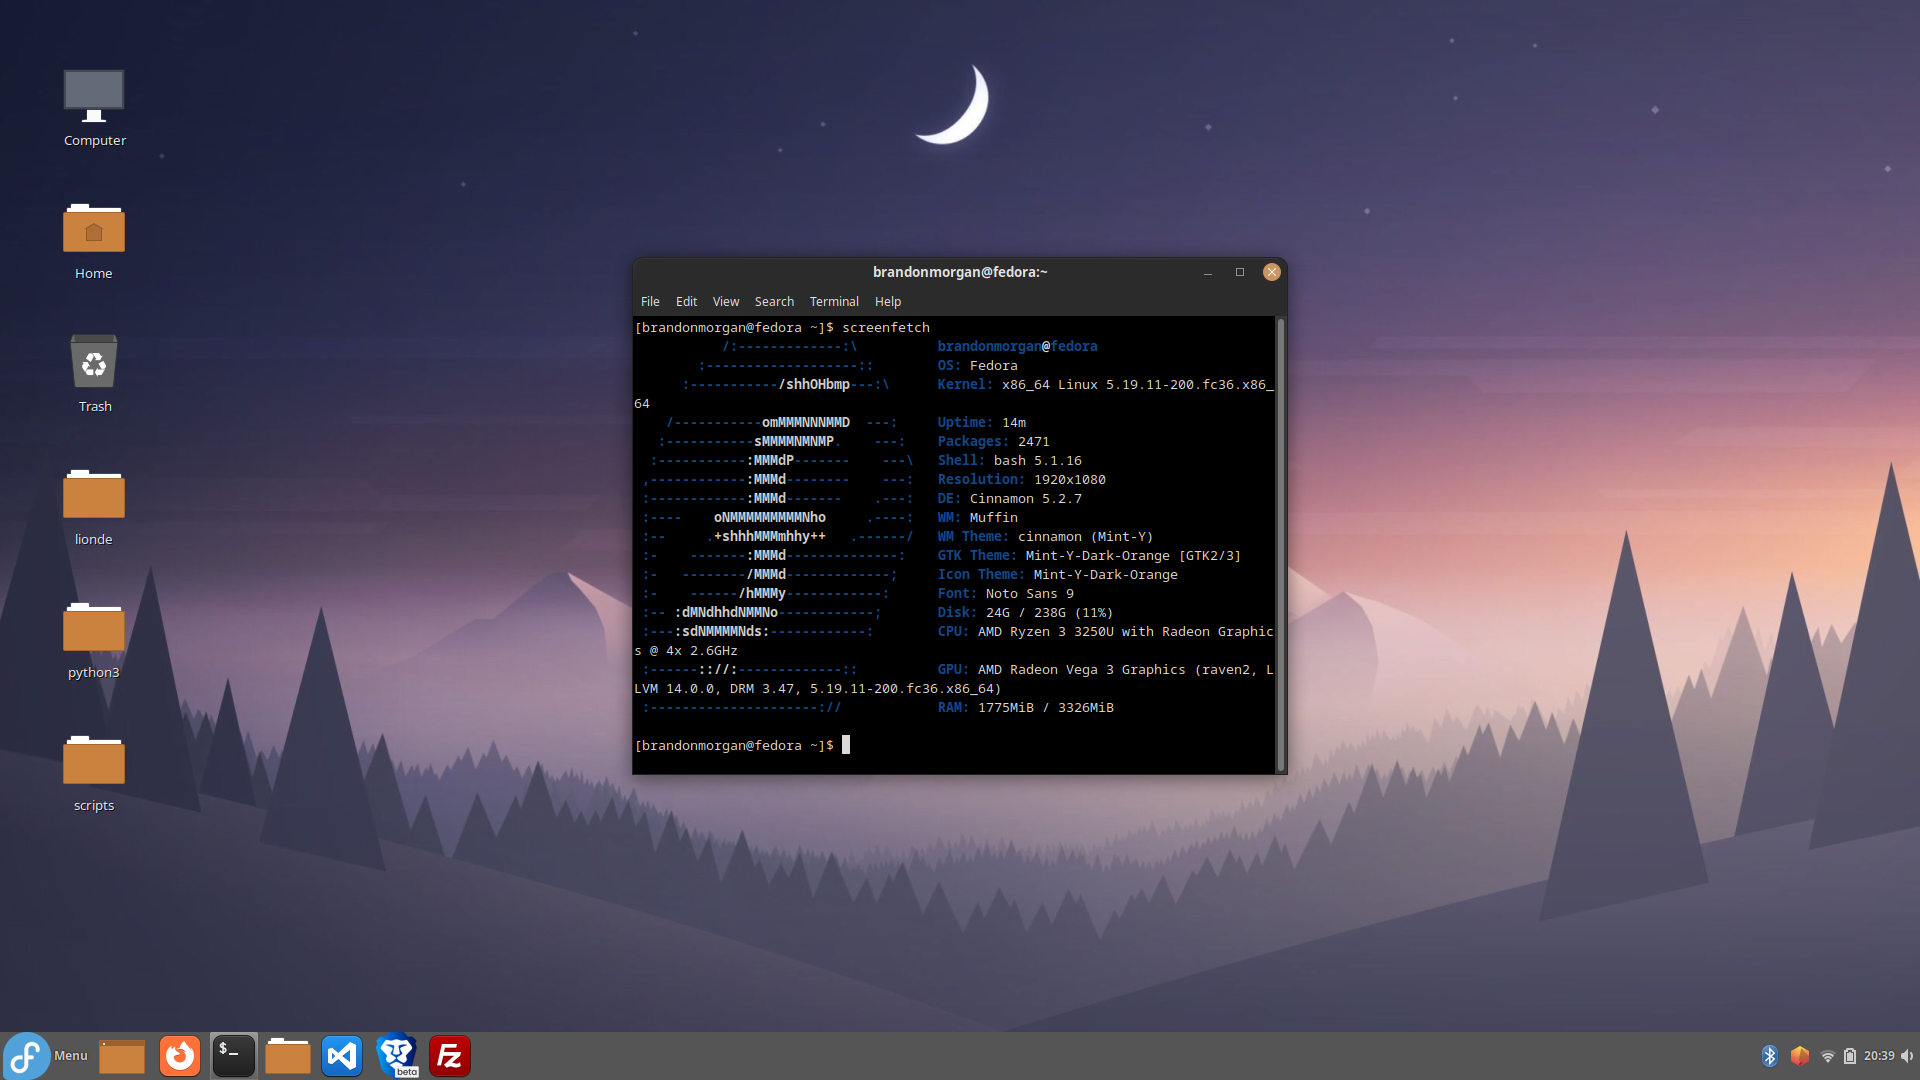 Computer
Home
Trash
lionde
python3
scripts
brandonmorgan@fedora:~
File Edit View Search Terminal Help
[brandonmorgan@fedora ~]$ screenfetch
/:-------------:\ brandonmorgan@fedora
:-------------------:: OS: Fedora
:-----------/shhOHbmp---:\ Kernel: x86_64 Linux 5.19.11-200.fc36.x86_
64
/-----------omMMMNNNMMD ---: Uptime: 14m
:-----------sMMMMNMNMP. ---: Packages: 2471
:-----------:MMMdP------- ---\ Shell: bash 5.1.16
,------------:MMMd-------- ---: Resolution: 1920x1080
:------------:MMMd------- .---: DE: Cinnamon 5.2.7
:---- oNMMMMMMMMMNho .----: WM: Muffin
:-- .+shhhMMMmhhy++ .------/ WM Theme: cinnamon (Mint-Y)
:- -------:MMMd--------------: GTK Theme: Mint-Y-Dark-Orange [GTK2/3]
:- --------/MMMd-------------; Icon Theme: Mint-Y-Dark-Orange
:- ------/hMMMy------------: Font: Noto Sans 9
:-- :dMNdhhdNMMNo------------; Disk: 24G / 238G (11%)
:---:sdNMMMMNds:------------: CPU: AMD Ryzen 3 3250U with Radeon Graphic
s @ 4x 2.6GHz
:------:://:-------------:: GPU: AMD Radeon Vega 3 Graphics (raven2, L
LVM 14.0.0, DRM 3.47, 5.19.11-200.fc36.x86_64)
:---------------------:// RAM: 1775MiB / 3326MiB
[brandonmorgan@fedora ~]$
Menu
$_
beta
Fz
20:39